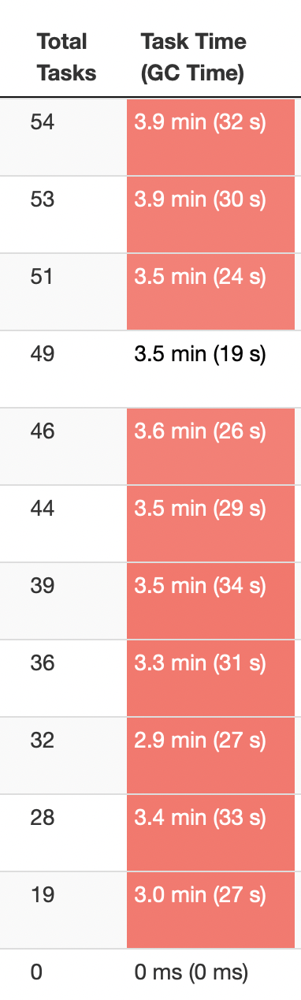 Total Tasks Task Time (GC Time)
54 3.9 min (32 s)
53 3.9 min (30 s)
51 3.5 min (24 s)
49 3.5 min (19 s)
46 3.6 min (26 s)
44 3.5 min (29 s)
39 3.5 min (34 s)
36 3.3 min (31 s)
32 2.9 min (27 s)
28 3.4 min (33 s)
19 3.0 min (27 s)
0 0 ms (0 ms)